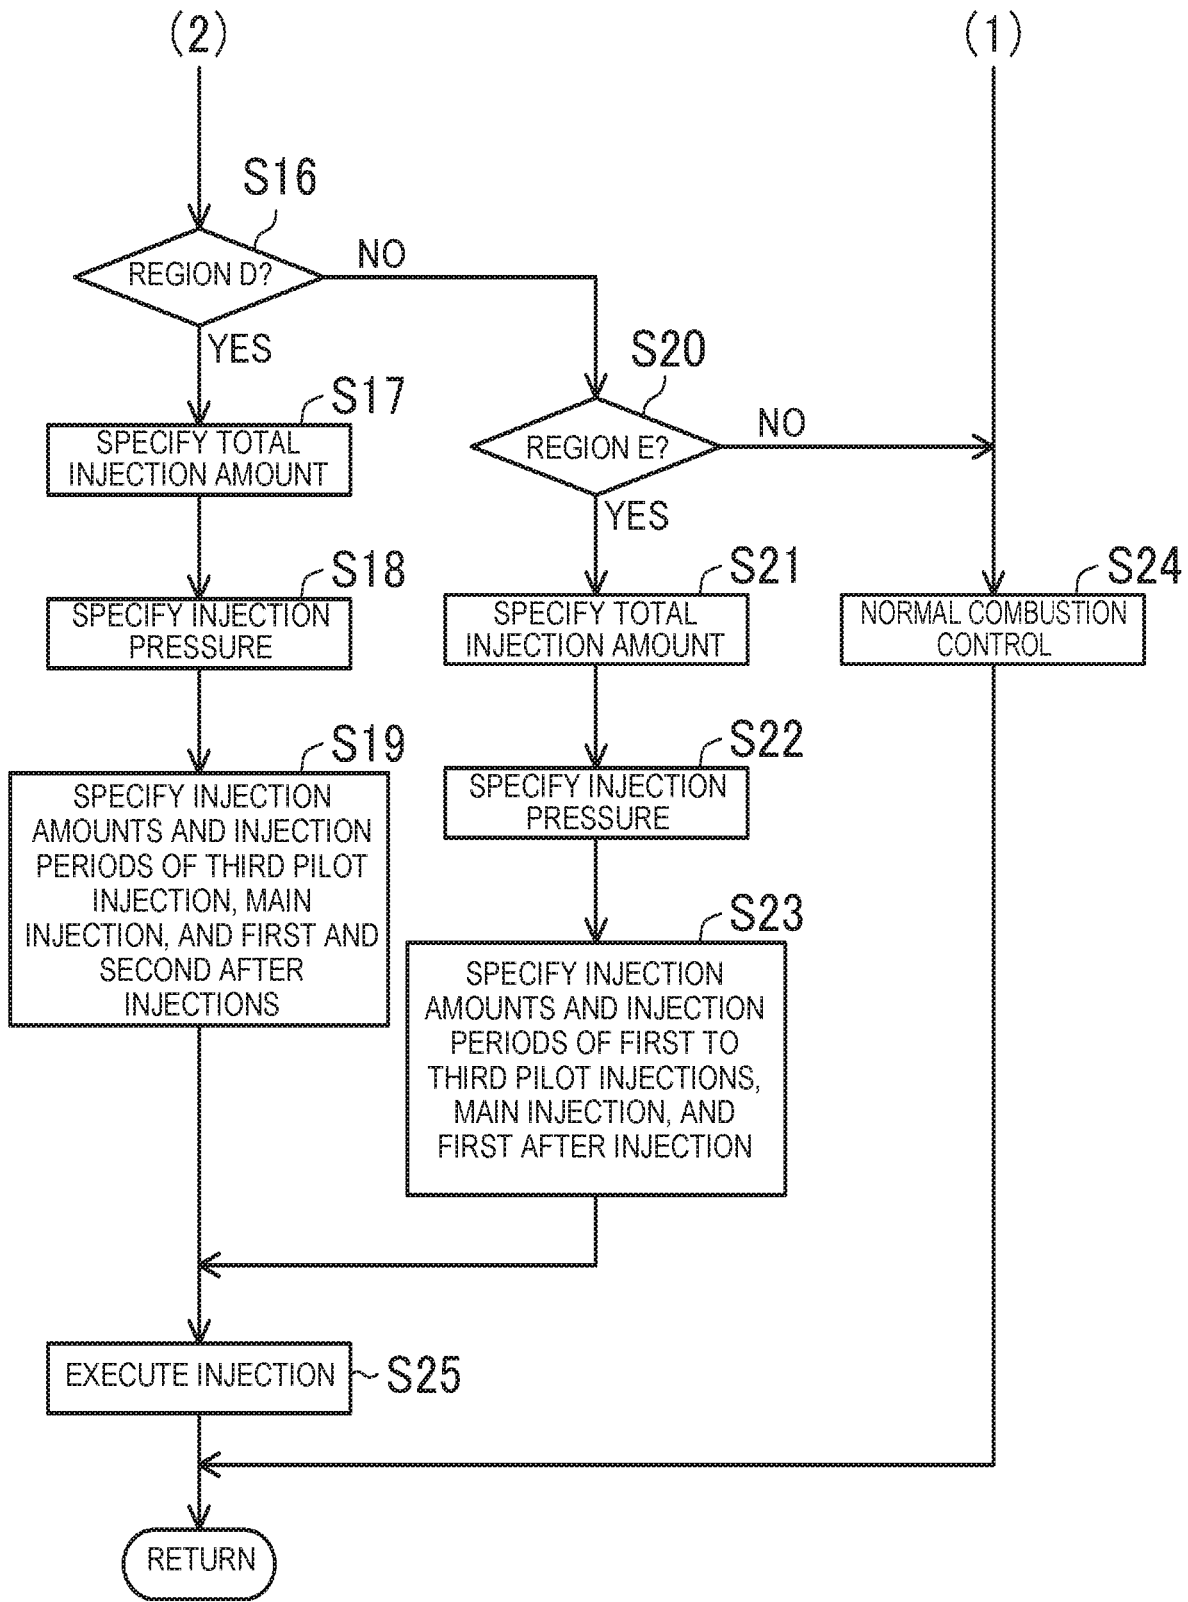 (2)
(1)
S16
REGION D?
NO
YES
S17
SPECIFY TOTAL
INJECTION AMOUNT
S18
SPECIFY INJECTION
PRESSURE
S19
SPECIFY INJECTION
AMOUNTS AND INJECTION
PERIODS OF THIRD PILOT
INJECTION, MAIN
INJECTION, AND FIRST AND
SECOND AFTER
INJECTIONS
S20
REGION E?
NO
YES
S21
SPECIFY TOTAL
INJECTION AMOUNT
S22
SPECIFY INJECTION
PRESSURE
S23
SPECIFY INJECTION
AMOUNTS AND INJECTION
PERIODS OF FIRST TO
THIRD PILOT INJECTIONS,
MAIN INJECTION, AND
FIRST AFTER INJECTION
S24
NORMAL COMBUSTION
CONTROL
EXECUTE INJECTION
S25
RETURN